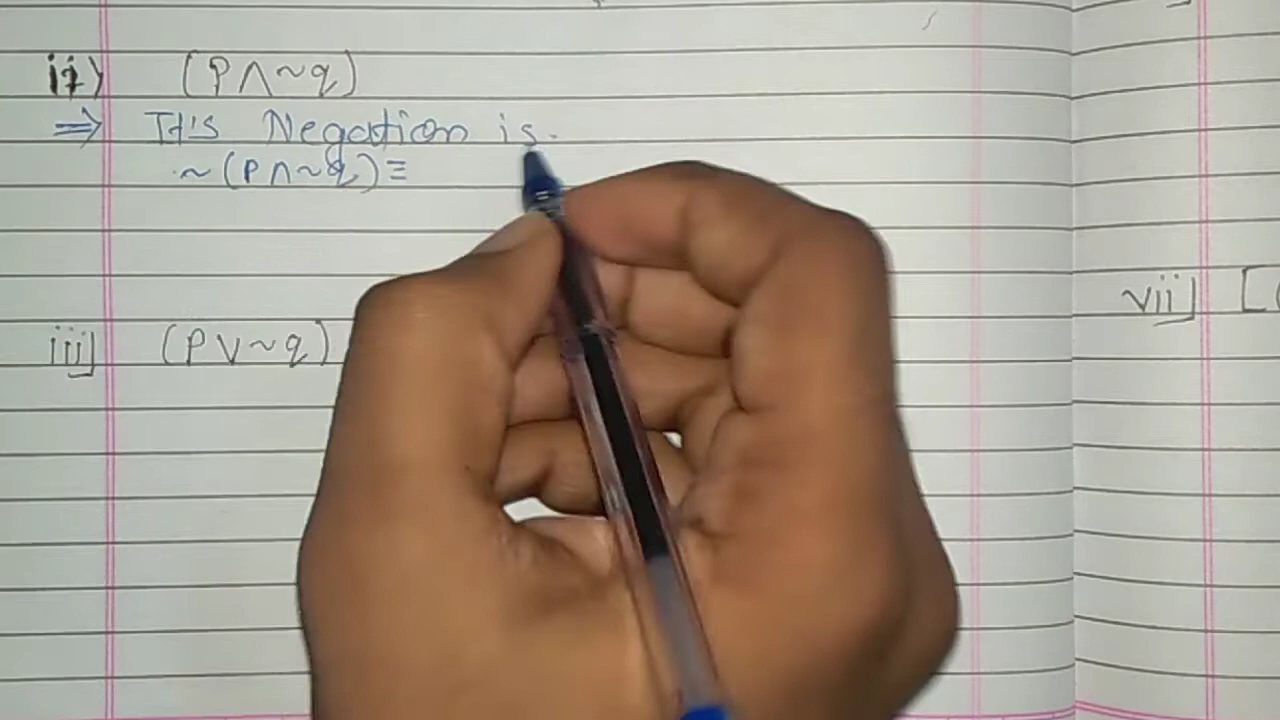 ii) (P∧~q)
⇒ It's Negation is.
~(P∧~q)≡
iii] (P∨~q)
vii] [(